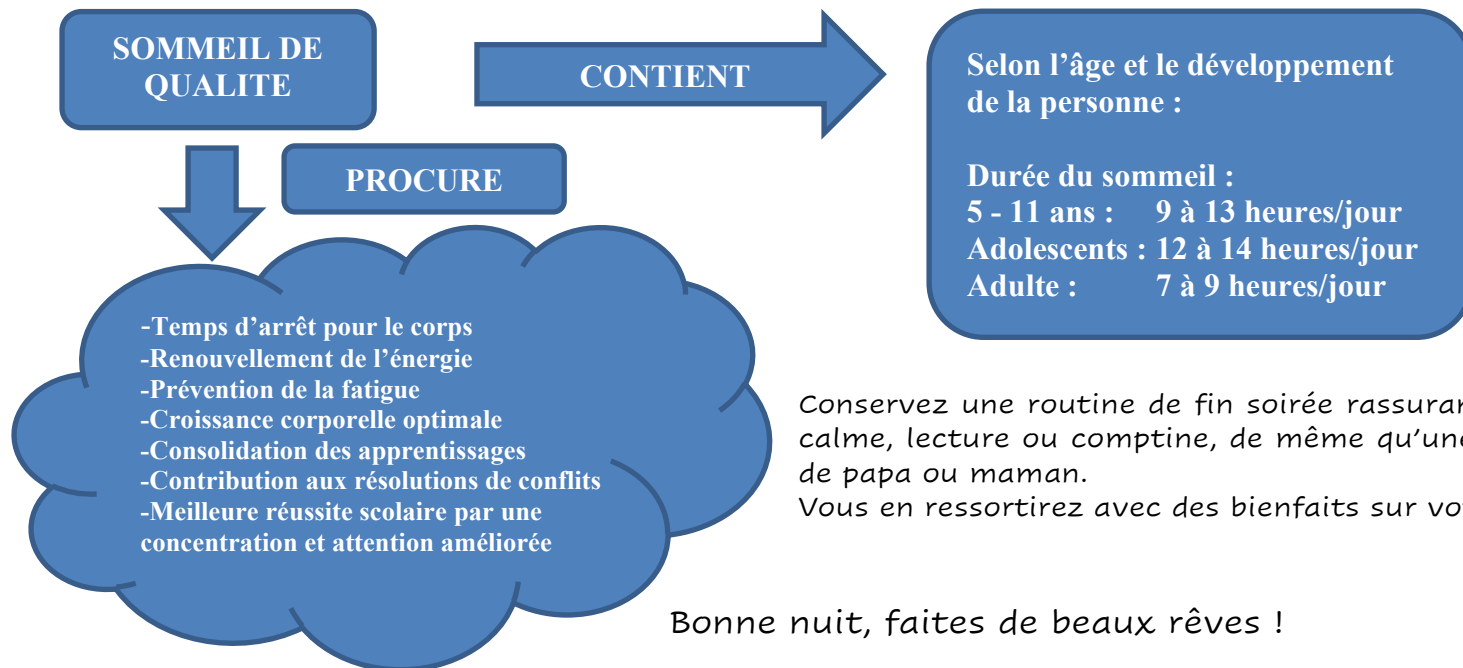 SOMMEIL DE
QUALITE
CONTIENT
Selon l'âge et le développement
de la personne :
Durée du sommeil :
5 - 11 ans : 9 à 13 heures/jour
Adolescents : 12 à 14 heures/jour
Adulte : 7 à 9 heures/jour
PROCURE
-Temps d'arrêt pour le corps
-Renouvellement de l'énergie
-Prévention de la fatigue
-Croissance corporelle optimale
-Consolidation des apprentissages
-Contribution aux résolutions de conflits
-Meilleure réussite scolaire par une
concentration et attention améliorée
Conservez une routine de fin soirée
calme, lecture ou comptine, de même qu'une
de papa ou maman.
Vous en ressortirez avec des bienfaits sur
Bonne nuit, faites de beaux rêves !